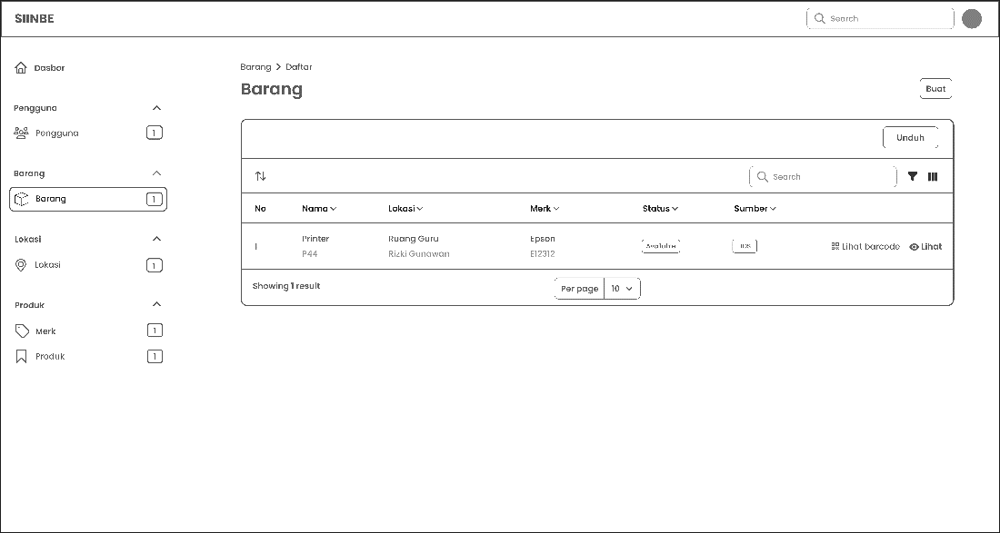 SIINBE
Search
Dasbor
Pengguna
Pengguna 1
Barang
Barang 1
Lokasi
Lokasi 1
Produk
Merk 1
Produk 1
Barang > Daftar
Barang
Buat
Unduh
Search
No Nama Lokasi Merk Status Sumber
1 Printer Ruang Guru Epson Available Lihat barcode Lihat
P44 Rizki Gunawan E12312
Showing 1 result
Per page 10